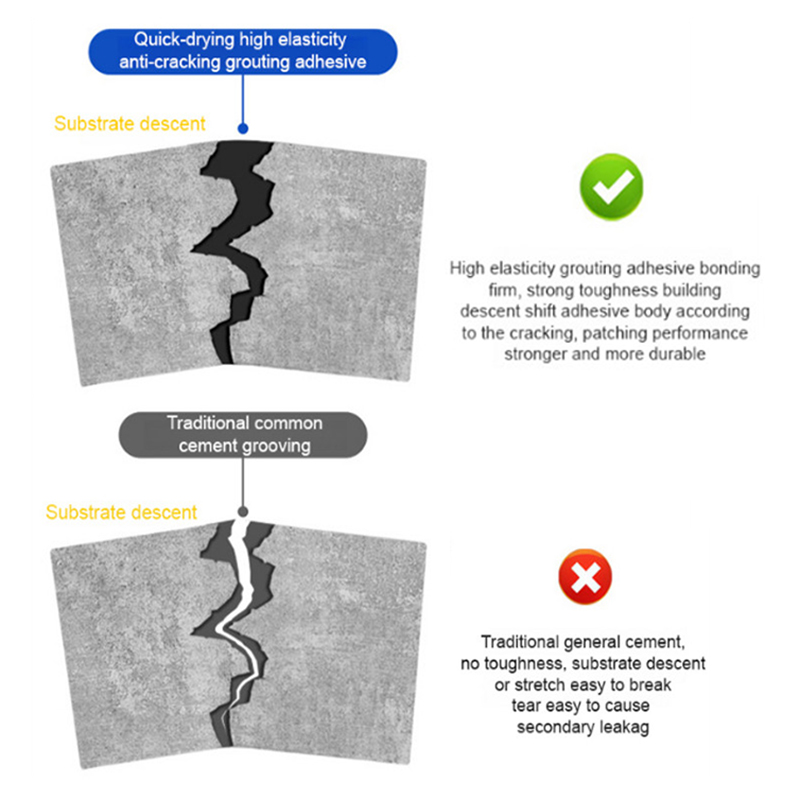 Quick-drying high elasticity
anti-cracking grouting adhesive
Substrate descent
High elasticity grouting adhesive bonding
firm, strong toughness building
descent shift adhesive body according
to the cracking, patching performance
stronger and more durable
Traditional common
cement grooving
Substrate descent
Traditional general cement,
no toughness, substrate descent
or stretch easy to break
tear easy to cause
secondary leakag